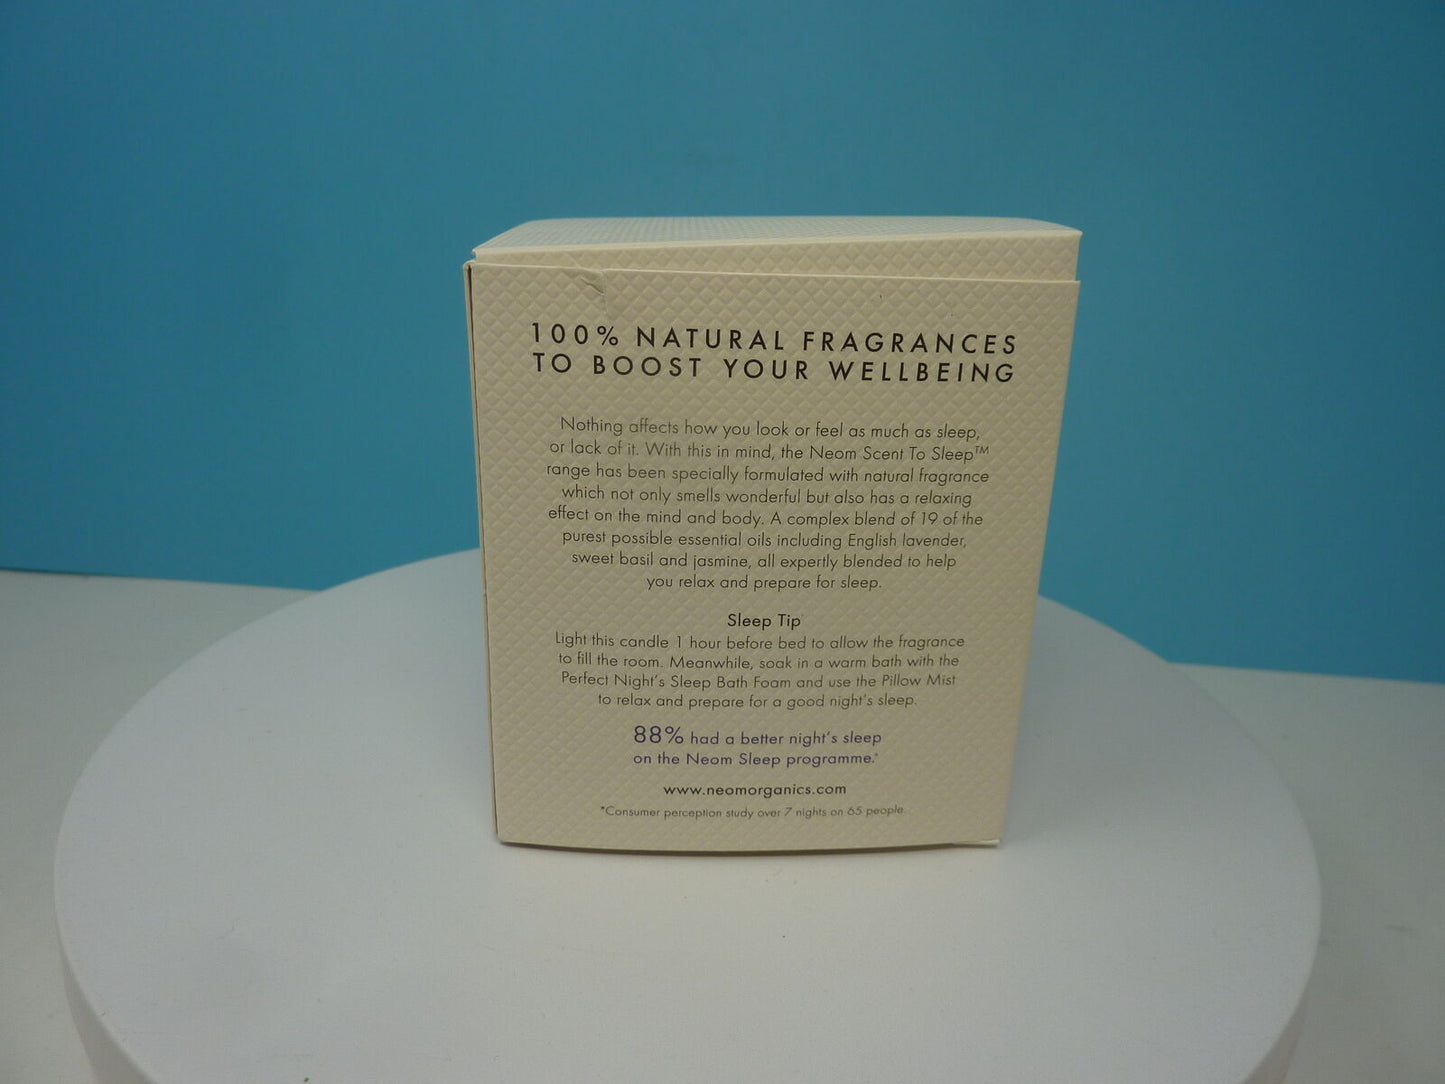 100% NATURAL FRAGRANCES
TO BOOST YOUR WELLBEING
Nothing affects how you look or feel as much as sleep,
or lack of it. With this in mind, the Neom Scent To Sleep™
range has been specially formulated with natural fragrance
which not only smells wonderful but also has a relaxing
effect on the mind and body. A complex blend of 19 of the
purest possible essential oils including English lavender,
sweet basil and jasmine, all expertly blended to help
you relax and prepare for sleep.
Sleep Tip
Light this candle 1 hour before bed to allow the fragrance
to fill the room. Meanwhile, soak in a warm bath with the
Perfect Night's Sleep Bath Foam and use the Pillow Mist
to relax and prepare for a good night's sleep.
88% had a better night's sleep
on the Neom Sleep programme.*
www.neomorganics.com
*Consumer perception study over 7 nights on 65 people.